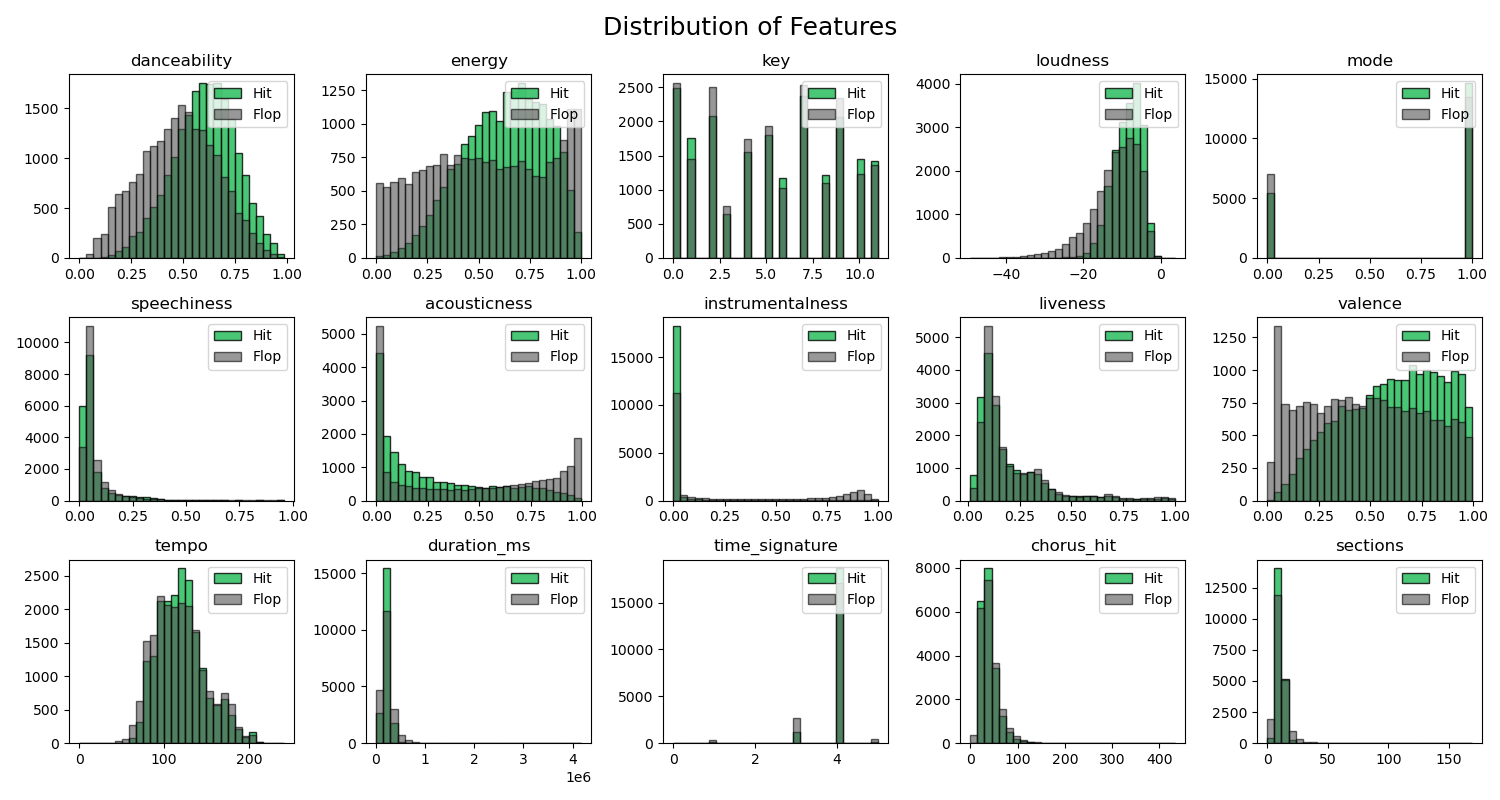 Distribution of Features
danceability
energy
key
loudness
mode
1500
1000
500
0
0.00 0.25 0.50 0.75 1.00
Hit
Flop
1250
1000
750
500
250
0
0.00 0.25 0.50 0.75 1.00
Hit
Flop
2500
2000
1500
1000
500
0
0.0 2.5 5.0 7.5 10.0
Hit
Flop
4000
3000
2000
1000
0
−40 −20 0
Hit
Flop
15000
10000
5000
0
0.00 0.25 0.50 0.75 1.00
Hit
Flop
speechiness
acousticness
instrumentalness
liveness
valence
10000
8000
6000
4000
2000
0
0.00 0.25 0.50 0.75 1.00
Hit
Flop
5000
4000
3000
2000
1000
0
0.00 0.25 0.50 0.75 1.00
Hit
Flop
15000
10000
5000
0
0.00 0.25 0.50 0.75 1.00
Hit
Flop
5000
4000
3000
2000
1000
0
0.00 0.25 0.50 0.75 1.00
Hit
Flop
1250
1000
750
500
250
0
0.00 0.25 0.50 0.75 1.00
Hit
Flop
tempo
duration_ms
time_signature
chorus_hit
sections
2500
2000
1500
1000
500
0
0 100 200
Hit
Flop
15000
10000
5000
0
0 1 2 3 4
1e6
Hit
Flop
15000
10000
5000
0
0 2 4
Hit
Flop
8000
6000
4000
2000
0
0 100 200 300 400
Hit
Flop
12500
10000
7500
5000
2500
0
0 50 100 150
Hit
Flop